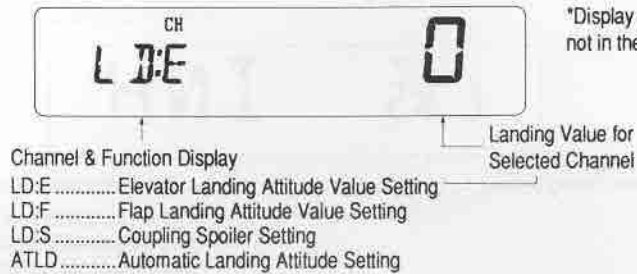 *Display
not in the
CH
L D:E 0
Landing Value for
Selected Channel
Channel & Function Display
LD:E ........... Elevator Landing Attitude Value Setting
LD:F ........... Flap Landing Attitude Value Setting
LD:S ............ Coupling Spoiler Setting
ATLD .......... Automatic Landing Attitude Setting